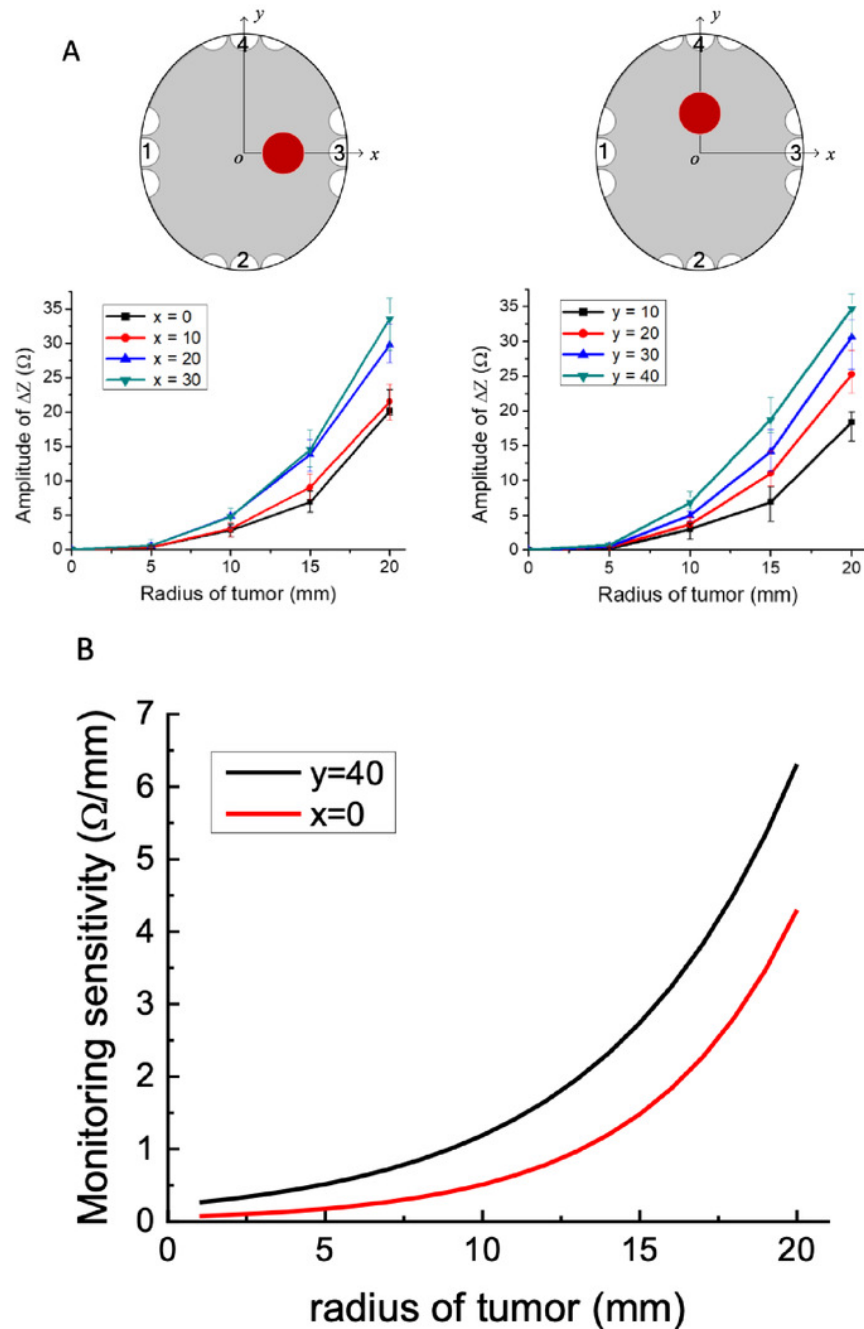 A
y
4
1
o
3
x
2
y
4
1
o
3
x
2
Amplitude of ΔZ (Ω)
35
30
25
20
15
10
5
0
x = 0
x = 10
x = 20
x = 30
0 5 10 15 20
Radius of tumor (mm)
Amplitude of ΔZ (Ω)
35
30
25
20
15
10
5
0
y = 10
y = 20
y = 30
y = 40
0 5 10 15 20
Radius of tumor (mm)
B
Monitoring sensitivity (Ω/mm)
7
6
5
4
3
2
1
0
y=40
x=0
0 5 10 15 20
radius of tumor (mm)